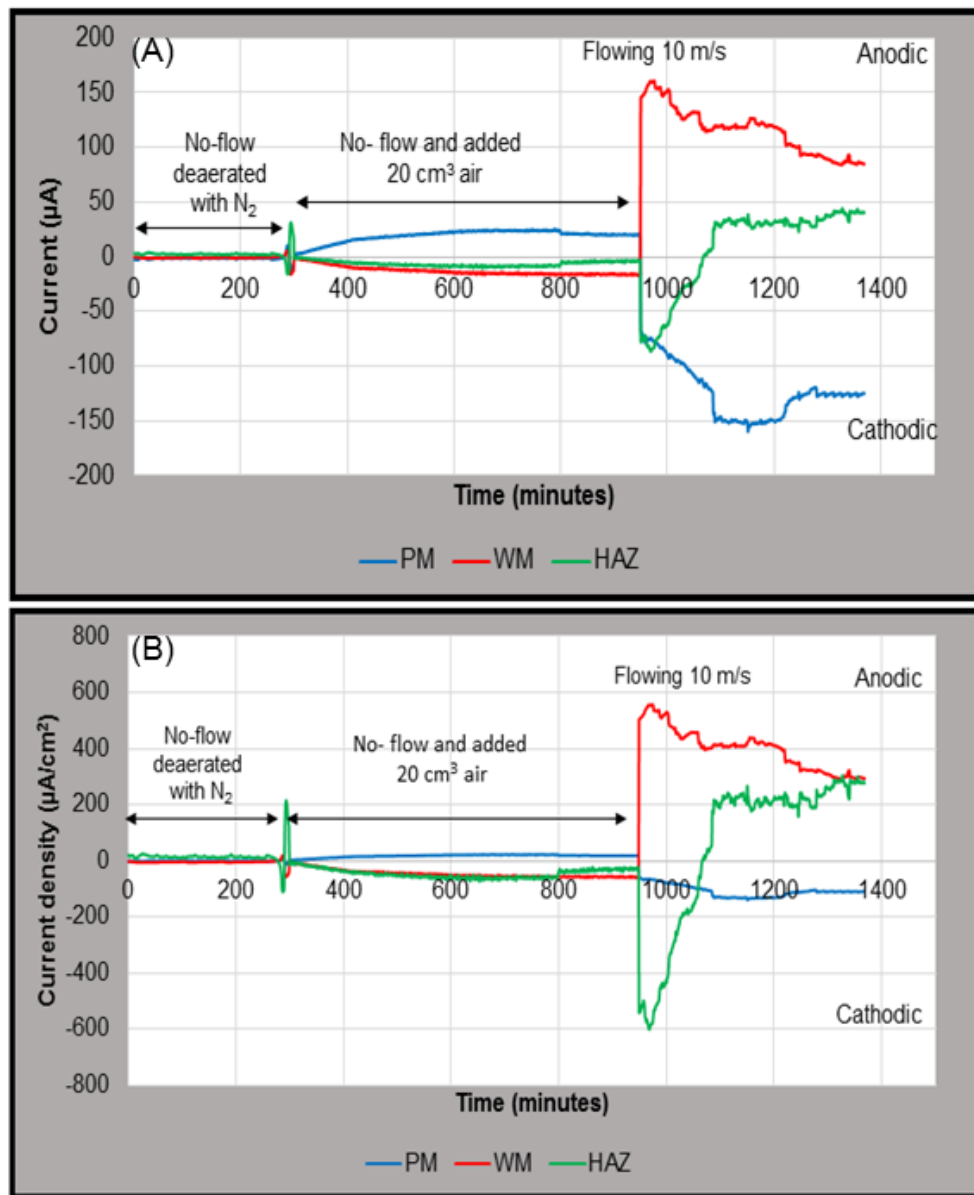 (A)
200
150
100
50
0
-50
-100
-150
-200
Current (µA)
Flowing 10 m/s
Anodic
No-flow
deaerated
with N₂
No- flow and added
20 cm³ air
0 200 400 600 800 1000 1200 1400
Cathodic
Time (minutes)
PM WM HAZ
(B)
800
600
400
200
0
-200
-400
-600
-800
Current density (µA/cm²)
Flowing 10 m/s
Anodic
No-flow
deaerated
with N₂
No- flow and added
20 cm³ air
0 200 400 600 800 1000 1200 1400
Cathodic
Time (minutes)
PM WM HAZ